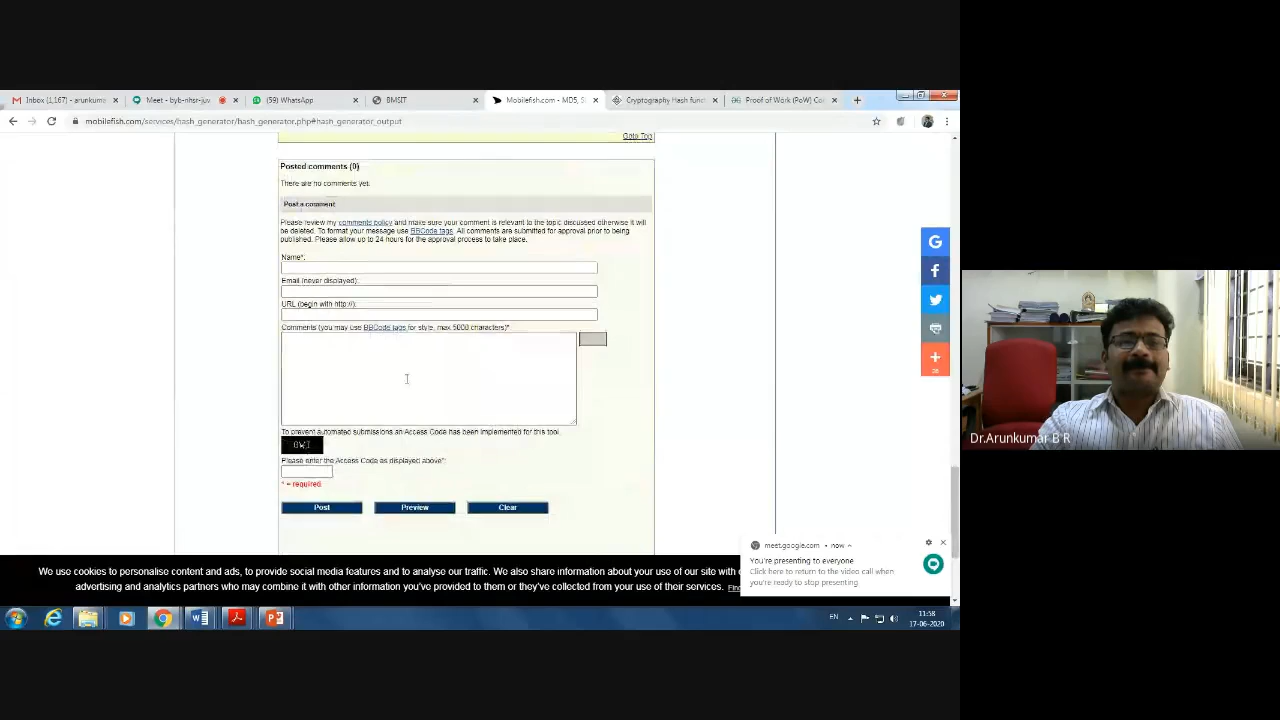 Inbox (1,167) - arunkuma
Meet - byb-nhsr-juv
(59) WhatsApp
BMSIT
Mobilefish.com - MD5, S
Cryptography Hash func
Proof of Work (PoW) Co
mobilefish.com/services/hash_generator/hash_generator.php#hash_generator_output
Goto Top
Posted comments (0)
There are no comments yet.
Post a comment
Please review my comments policy and make sure your comment is relevant to the topic discussed otherwise it will
be deleted. To format your message use BBCode tags. All comments are submitted for approval prior to being
published. Please allow up to 24 hours for the approval process to take place.
Name*:
Email (never displayed):
URL (begin with http://):
Comments (you may use BBCode tags for style, max 5000 characters)*
To prevent automated submissions an Access Code has been implemented for this tool.
Please enter the Access Code as displayed above*:
* = required
Post
Preview
Clear
We use cookies to personalise content and ads, to provide social media features and to analyse our traffic. We also share information about your use of our site with
advertising and analytics partners who may combine it with other information you've provided to them or they've collected from your use of their services.
meet.google.com • now
You're presenting to everyone
Click here to return to the video call when
you're ready to stop presenting
EN
11:58
17-06-2020
Dr.Arunkumar B R